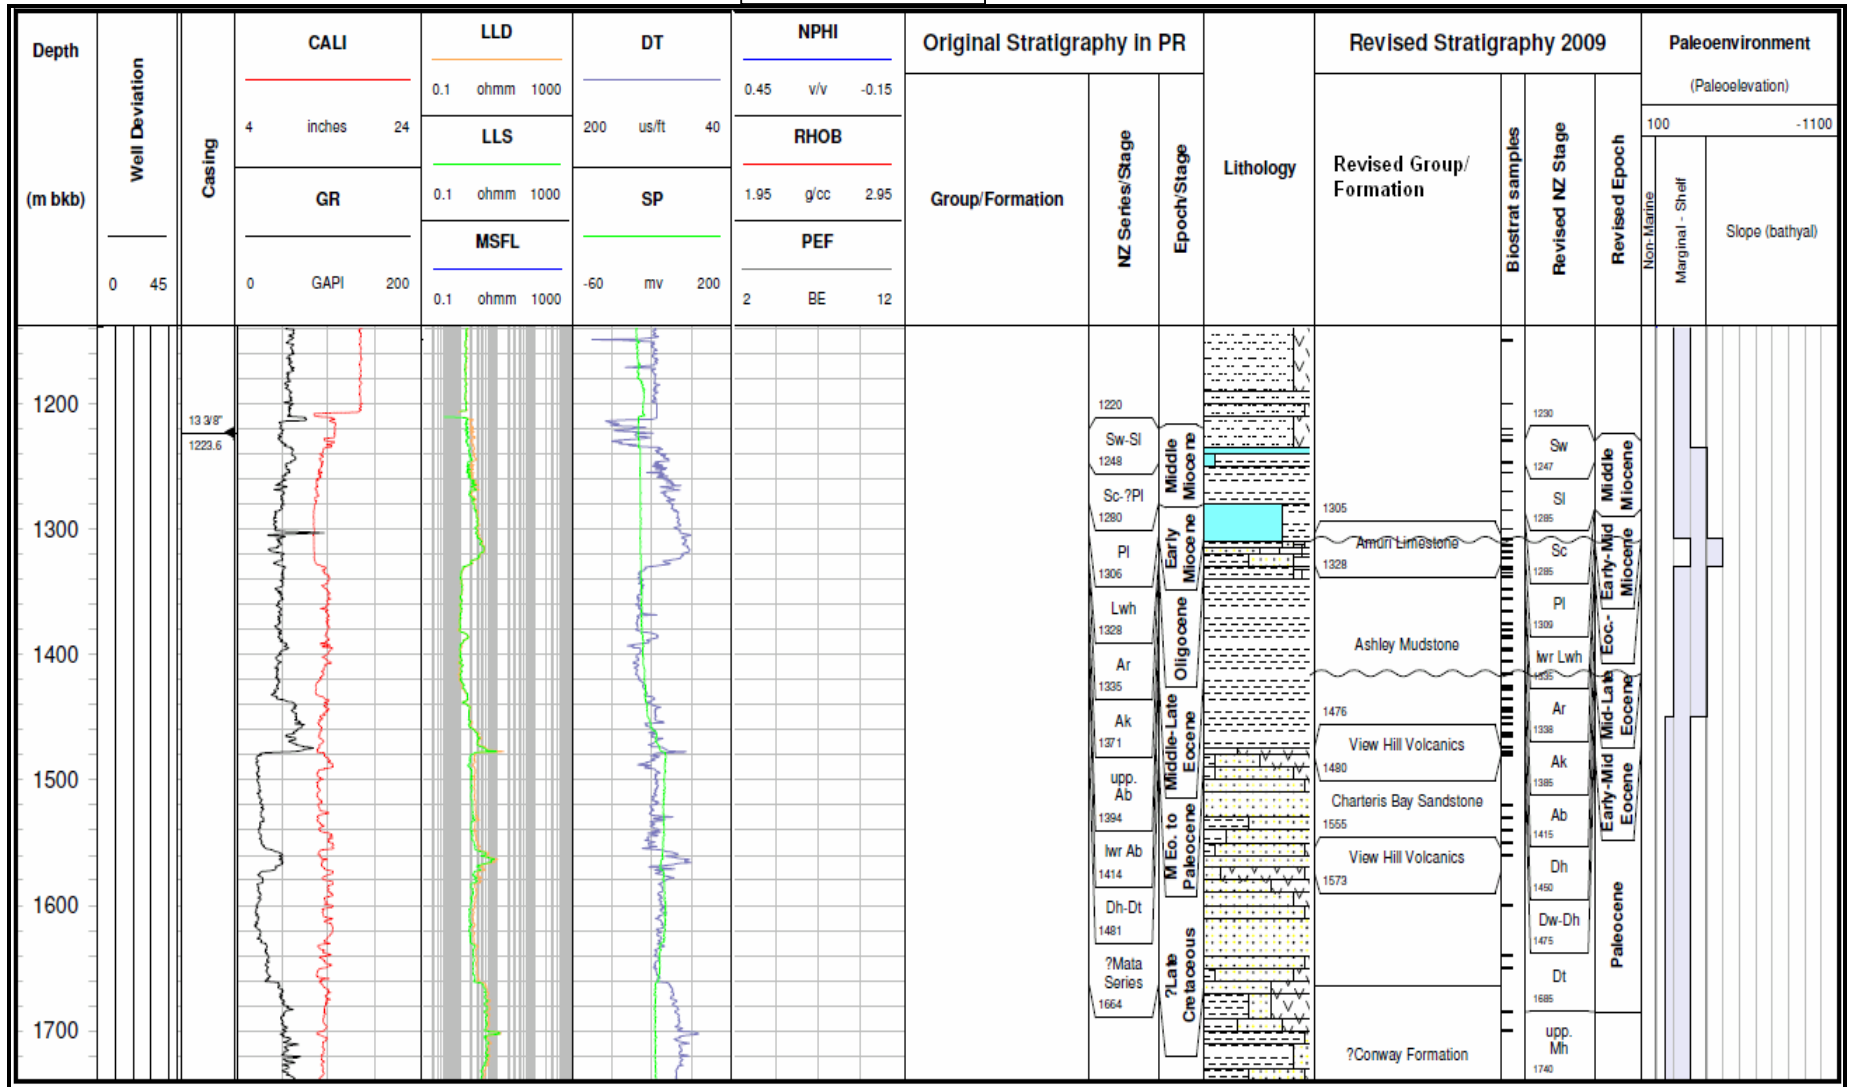 Depth
(m bkb)
Well Deviation
0 45
Casing
CALI
4 inches 24
GR
0 GAPI 200
LLD
0.1 ohmm 1000
LLS
0.1 ohmm 1000
MSFL
0.1 ohmm 1000
DT
200 us/ft 40
SP
-60 mv 200
NPHI
0.45 v/v -0.15
RHOB
1.95 g/cc 2.95
PEF
2 BE 12
Original Stratigraphy in PR
Group/Formation
NZ Series/Stage
Epoch/Stage
Lithology
Revised Stratigraphy 2009
Revised Group/
Formation
Biostrat samples
Revised NZ Stage
Revised Epoch
Paleoenvironment
(Paleoelevation)
100 -1100
Non-Marine
Marginal - Shelf
Slope (bathyal)
1200
1300
1400
1500
1600
1700
13 3/8"
1223.6
1220
Sw-Sl
1248
Sc-?Pl
1280
Pl
1306
Lwh
1328
Ar
1335
Ak
1371
upp.
Ab
1394
lwr Ab
1414
Dh-Dt
1481
?Mata
Series
1664
Middle
Miocene
Early
Miocene
Oligocene
Middle-Late
Eocene
M Eo. to
Paleocene
?Late
Cretaceous
1305
Amuri Limestone
1328
Ashley Mudstone
1476
View Hill Volcanics
1480
Charteris Bay Sandstone
1555
View Hill Volcanics
1573
?Conway Formation
1230
Sw
1247
Sl
1285
Sc
1285
Pl
1309
lwr Lwh
1335
Ar
1338
Ak
1385
Ab
1415
Dh
1450
Dw-Dh
1475
Dt
1685
upp.
Mh
1740
Middle
Miocene
Early-Mid
Miocene
Eoc.-
Mid-Late
Eocene
Early-Mid
Eocene
Paleocene